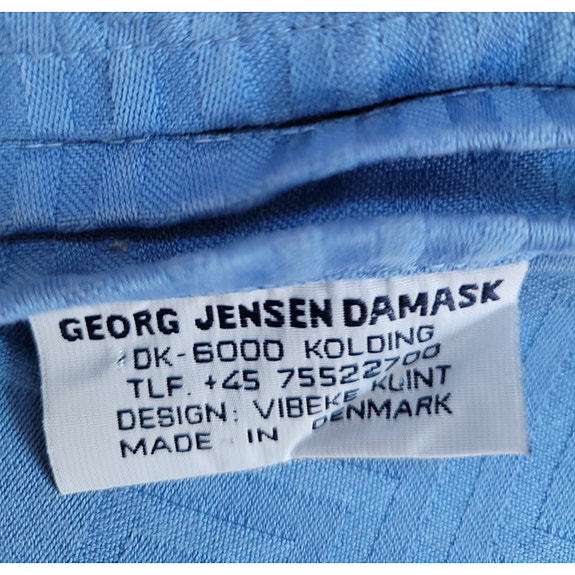 GEORG JENSEN DAMASK
DK-6000 KOLDING
TLF. +45 75522700
DESIGN: VIBEKE KLINT
MADE IN DENMARK